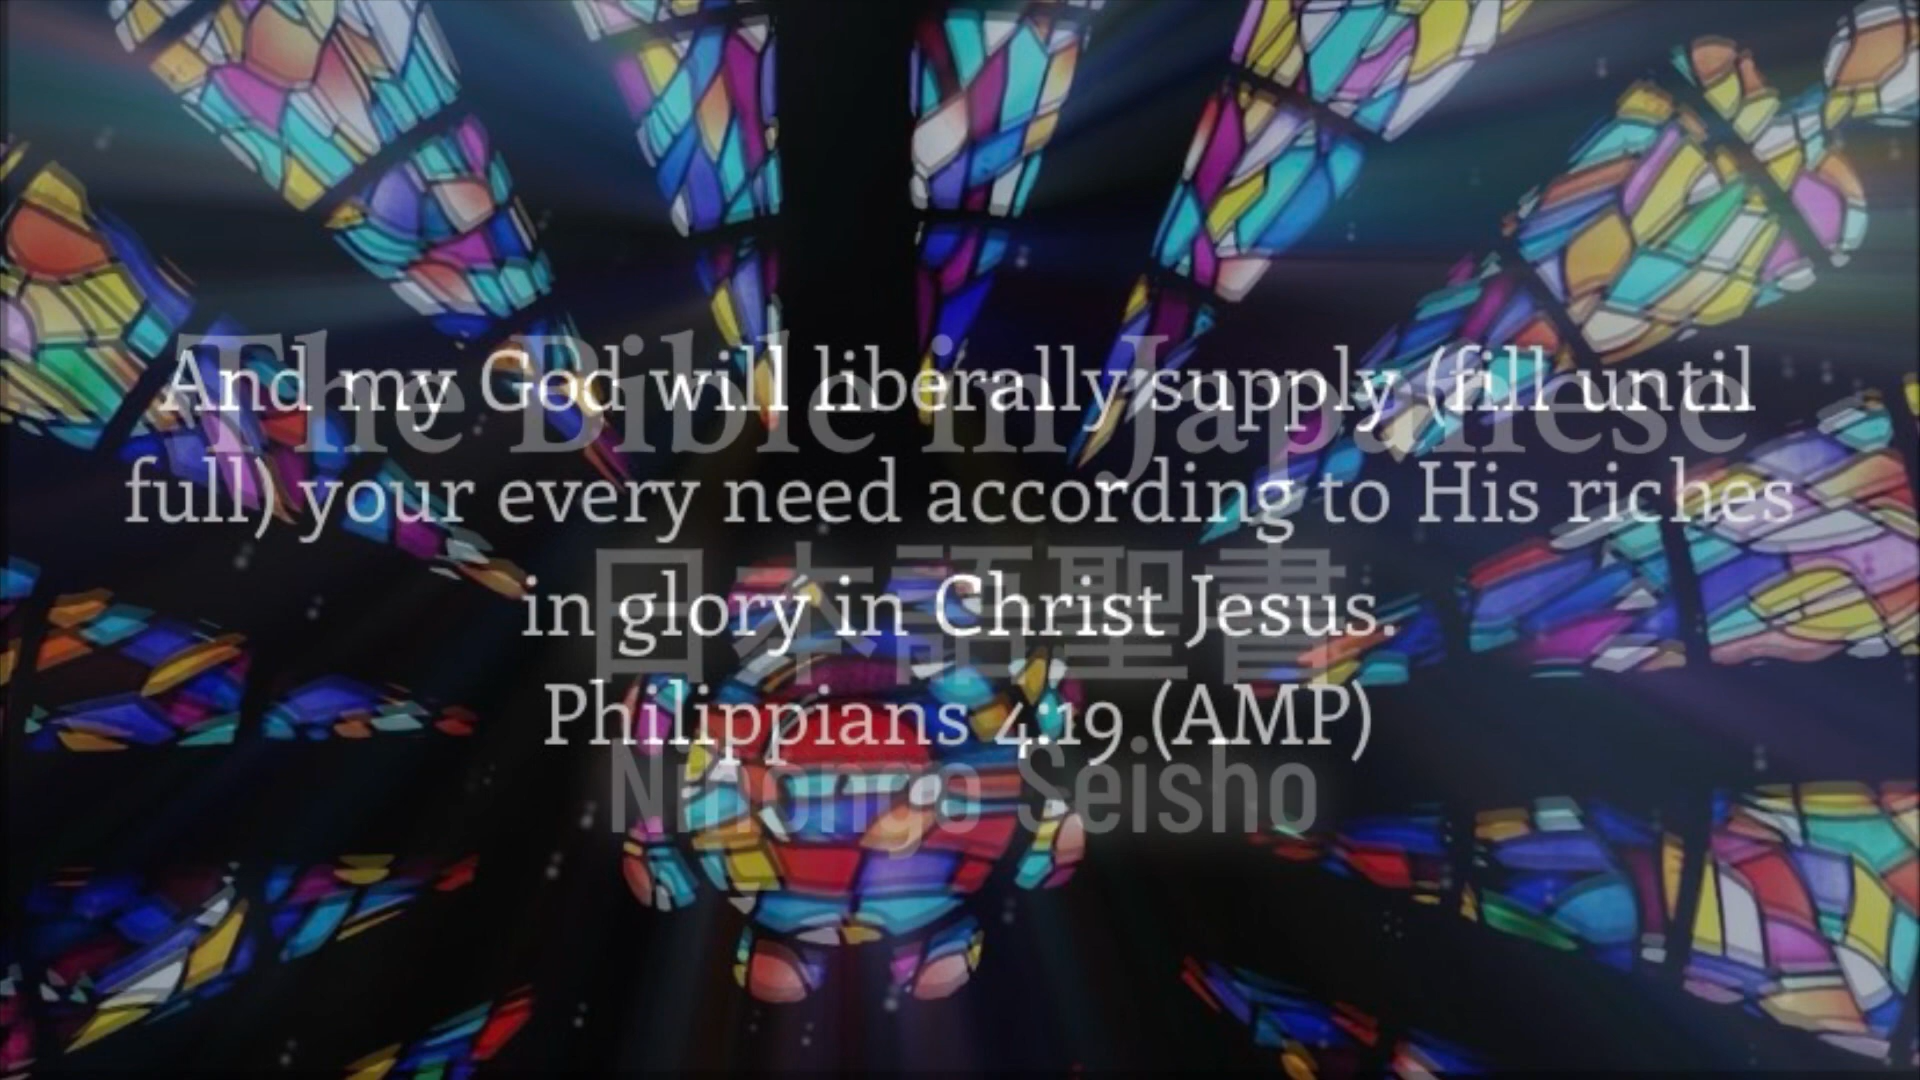 The Bible in Japanese
And my God will liberally supply (fill until
full) your every need according to His riches
日本語聖書
in glory in Christ Jesus.
Philippians 4:19 (AMP)
Nihongo Seisho